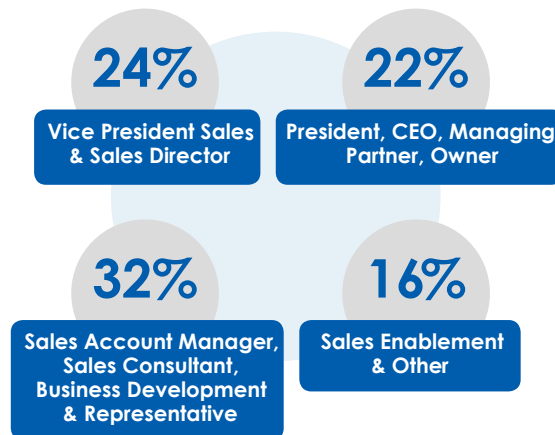 24%
Vice President Sales
& Sales Director
22%
President, CEO, Managing
Partner, Owner
32%
Sales Account Manager,
Sales Consultant,
Business Development
& Representative
16%
Sales Enablement
& Other